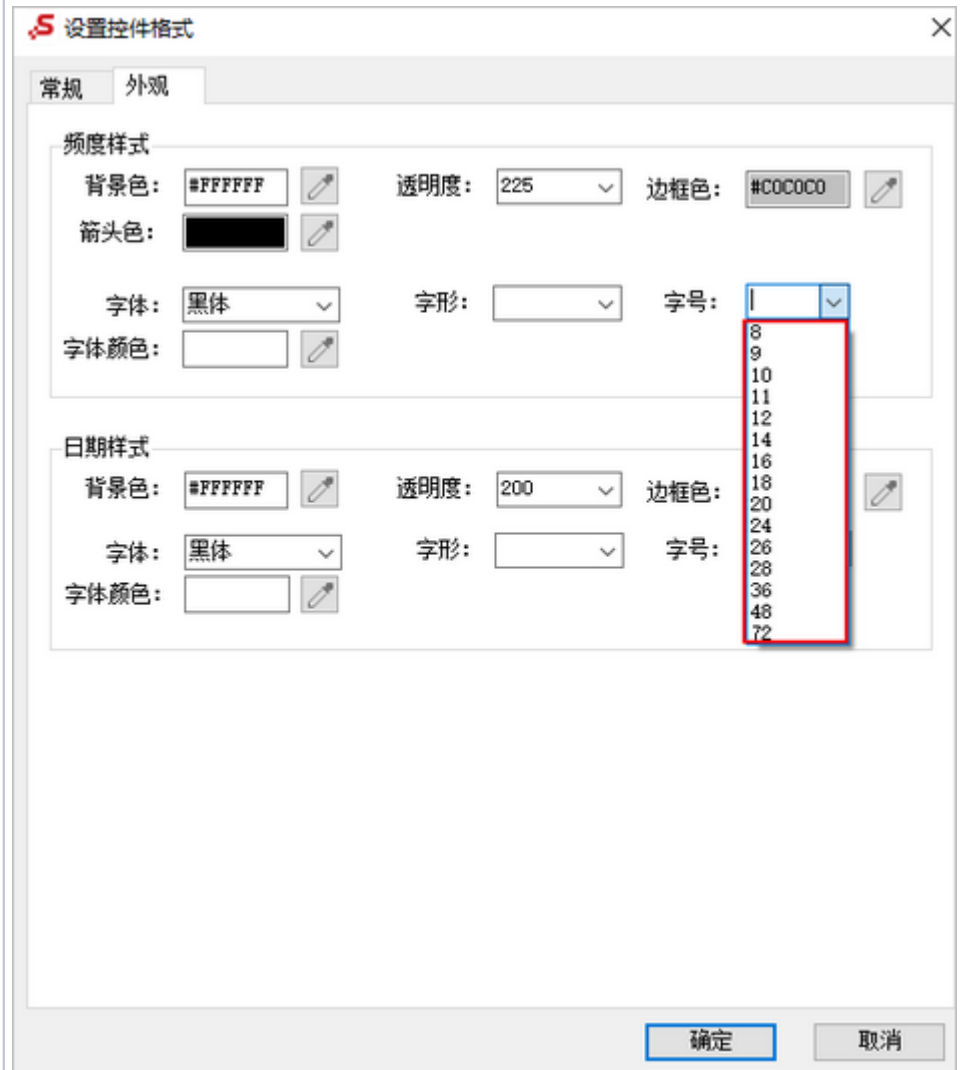 设置控件格式
常规 外观
频度样式
背景色: #FFFFFF 透明度: 225 边框色: #C0C0C0
箭头色:
字体: 黑体 字形: 字号:
字体颜色:
8
9
10
11
12
14
16
18
20
24
26
28
36
48
72
日期样式
背景色: #FFFFFF 透明度: 200 边框色:
字体: 黑体 字形: 字号:
字体颜色:
确定 取消